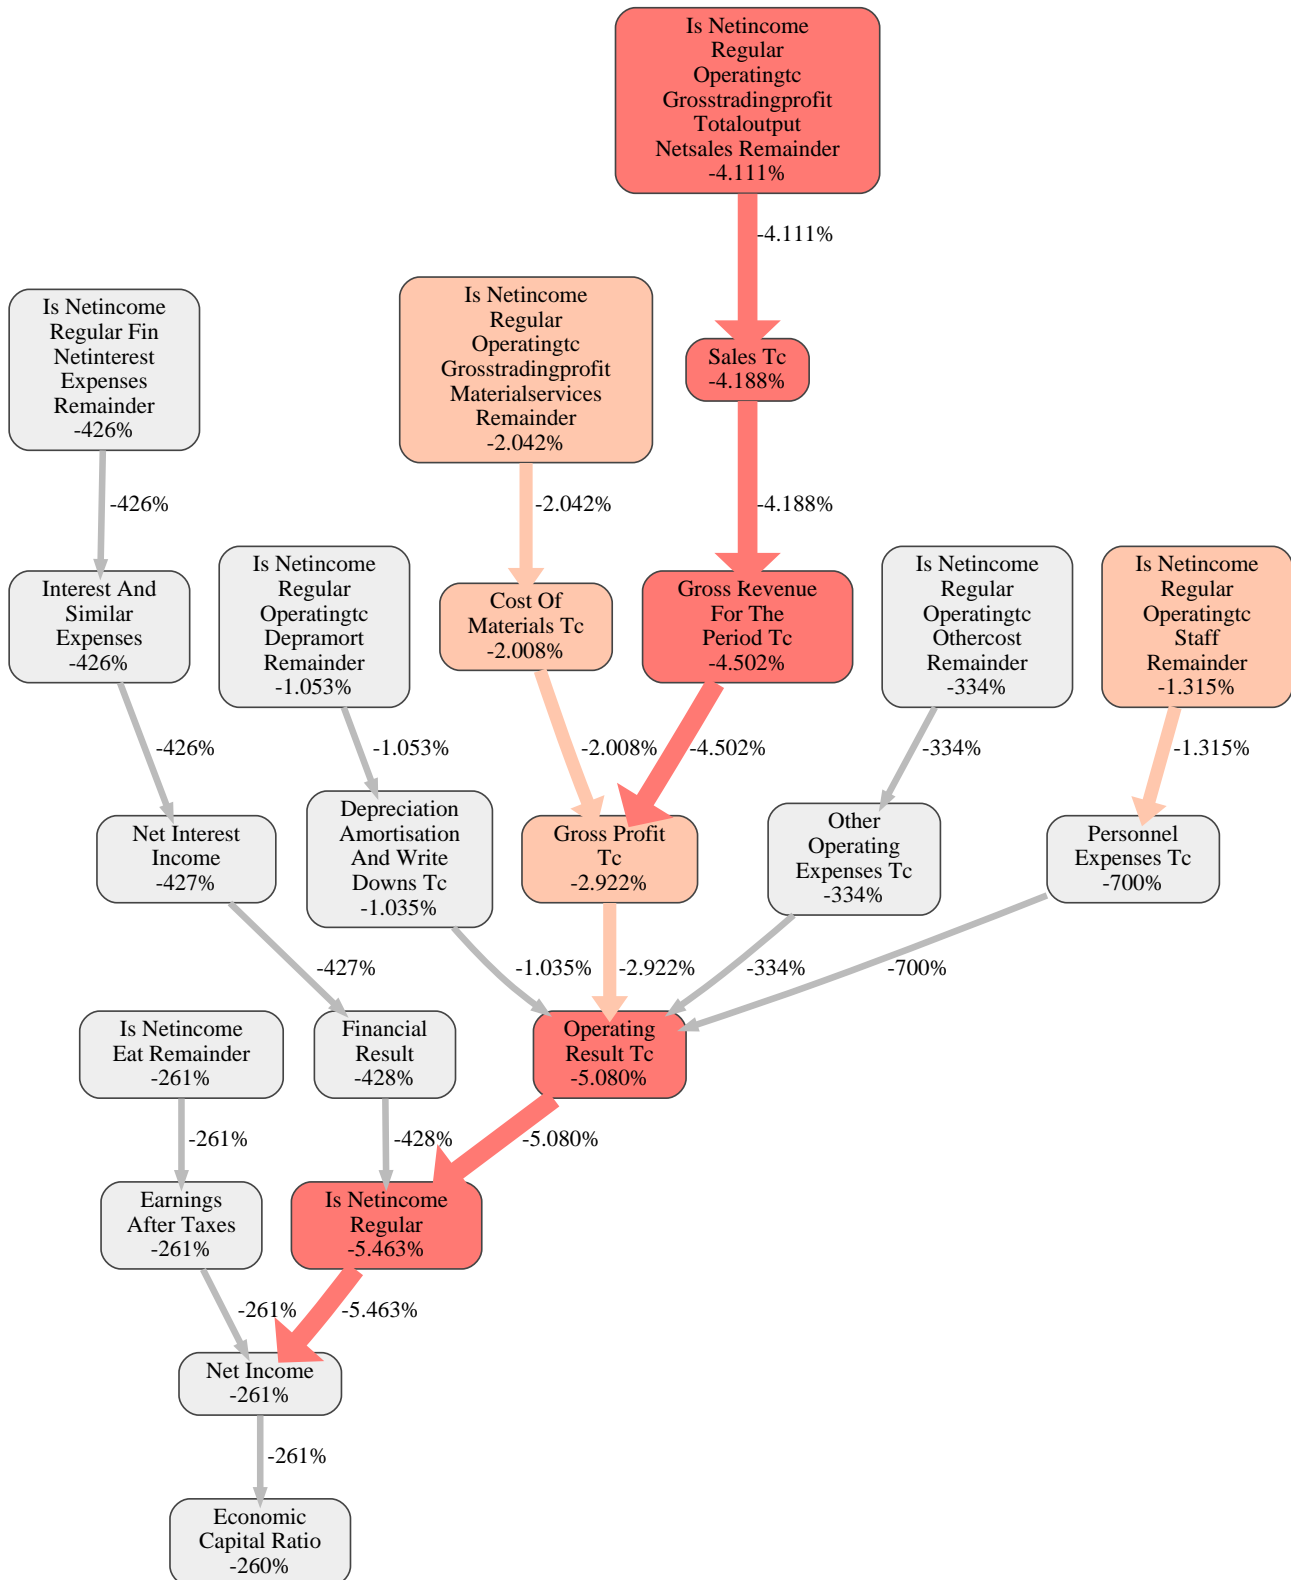 Is Netincome
Regular
Operatingtc
Grosstradingprofit
Totaloutput
Netsales Remainder
-4.111%
-4.111%
Is Netincome
Regular Fin
Netinterest
Expenses
Remainder
-426%
Is Netincome
Regular
Operatingtc
Grosstradingprofit
Materialservices
Remainder
-2.042%
Sales Tc
-4.188%
-426%
-2.042%
-4.188%
Interest And
Similar
Expenses
-426%
Is Netincome
Regular
Operatingtc
Depramort
Remainder
-1.053%
Cost Of
Materials Tc
-2.008%
Gross Revenue
For The
Period Tc
-4.502%
Is Netincome
Regular
Operatingtc
Othercost
Remainder
-334%
Is Netincome
Regular
Operatingtc
Staff
Remainder
-1.315%
-426%
-1.053%
-2.008%
-4.502%
-334%
-1.315%
Net Interest
Income
-427%
Depreciation
Amortisation
And Write
Downs Tc
-1.035%
Gross Profit
Tc
-2.922%
Other
Operating
Expenses Tc
-334%
Personnel
Expenses Tc
-700%
-427%
-1.035%
-2.922%
-334%
-700%
Is Netincome
Eat Remainder
-261%
Financial
Result
-428%
Operating
Result Tc
-5.080%
-261%
-428%
-5.080%
Earnings
After Taxes
-261%
Is Netincome
Regular
-5.463%
-261%
-5.463%
Net Income
-261%
-261%
Economic
Capital Ratio
-260%